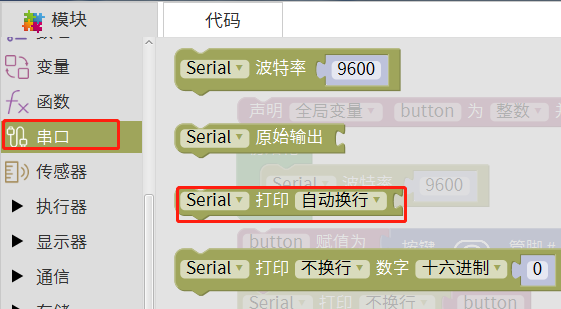 模块
代码
变量
函数
串口
传感器
执行器
显示器
通信
Serial 波特率 9600
声明 全局变量 button 为 整数
Serial 原始输出
Serial 波特率 9600
Serial 打印 自动换行
button 赋值为 按键 管脚 #
Serial 打印 不换行 数字 十六进制 0
Serial 打印 不换行 button